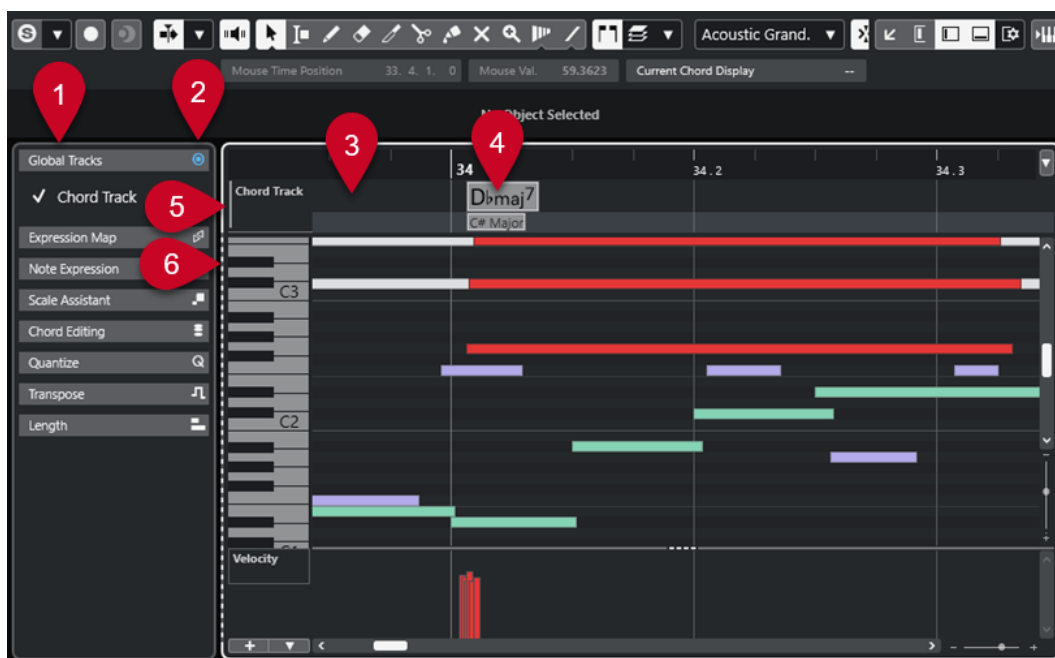 S
Acoustic Grand.
Mouse Time Position 33. 4. 1. 0 Mouse Val. 59.3623 Current Chord Display --
Object Selected
1
2
3
4
5
6
Global Tracks
✓ Chord Track
Expression Map
Note Expression
Scale Assistant
Chord Editing
Quantize Q
Transpose
Length
34 34.2 34.3
Chord Track
D♭maj7
C# Major
C3
C2
Velocity